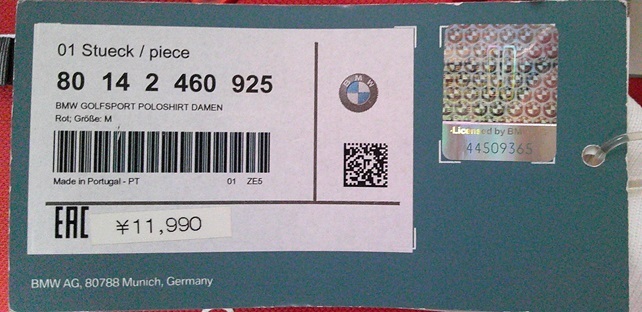 01 Stueck / piece
80 14 2 460 925
BMW GOLFSPORT POLOSHIRT DAMEN
Rot; Größe: M
Made in Portugal - PT 01 ZE5
EAC
¥11,990
BMW AG, 80788 Munich, Germany
BMW
Licensed by BMW
44509365